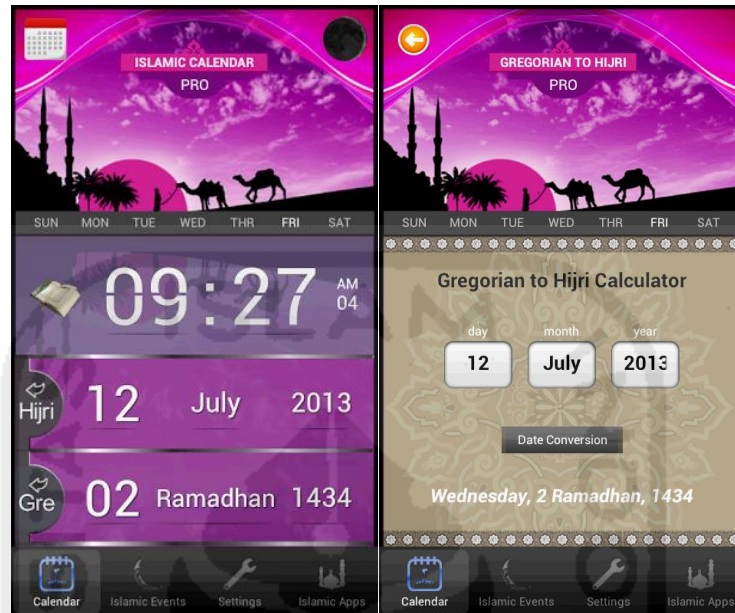 ISLAMIC CALENDAR
PRO
SUN MON TUE WED THR FRI SAT
09:27 AM
04
Hijri 12 July 2013
Gre 02 Ramadhan 1434
Calendar Islamic Events Settings Islamic Apps
GREGORIAN TO HIJRI
PRO
SUN MON TUE WED THR FRI SAT
Gregorian to Hijri Calculator
day month year
12 July 2013
Date Conversion
Wednesday, 2 Ramadhan, 1434
Calendar Islamic Events Settings Islamic Apps